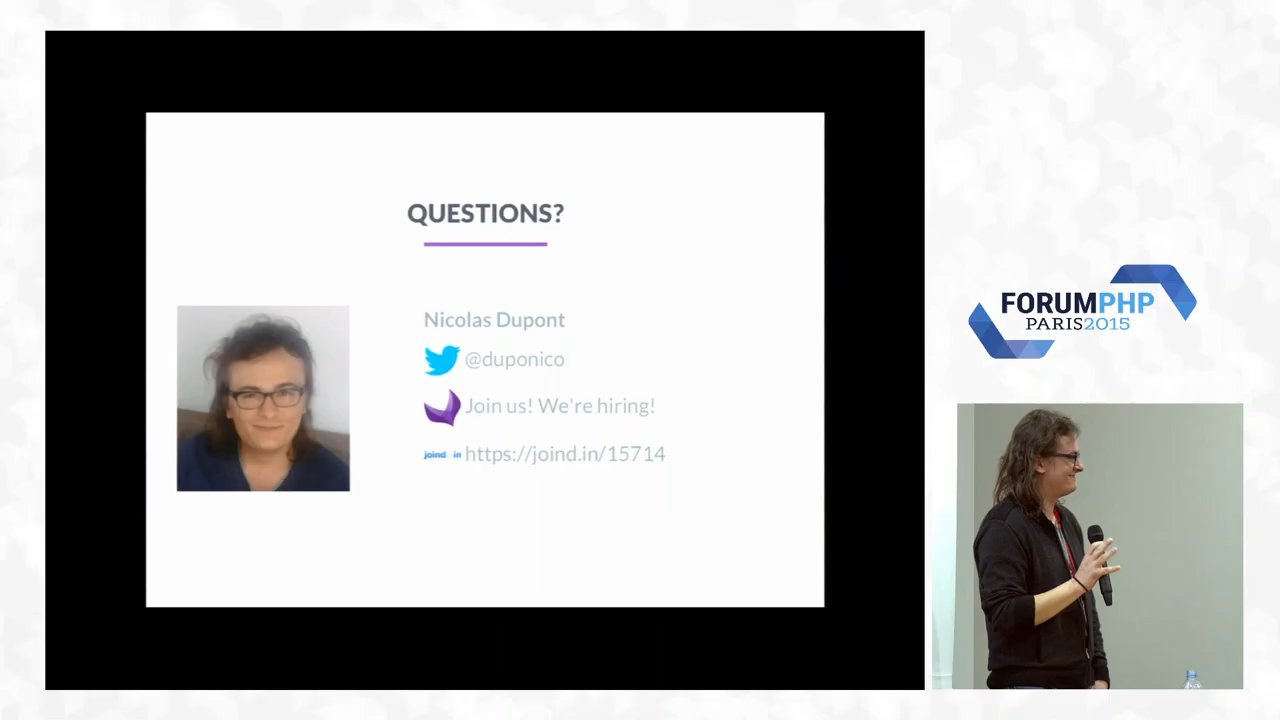 QUESTIONS?
Nicolas Dupont
@duponico
Join us! We're hiring!
joind in https://joind.in/15714
FORUMPHP
PARIS2015